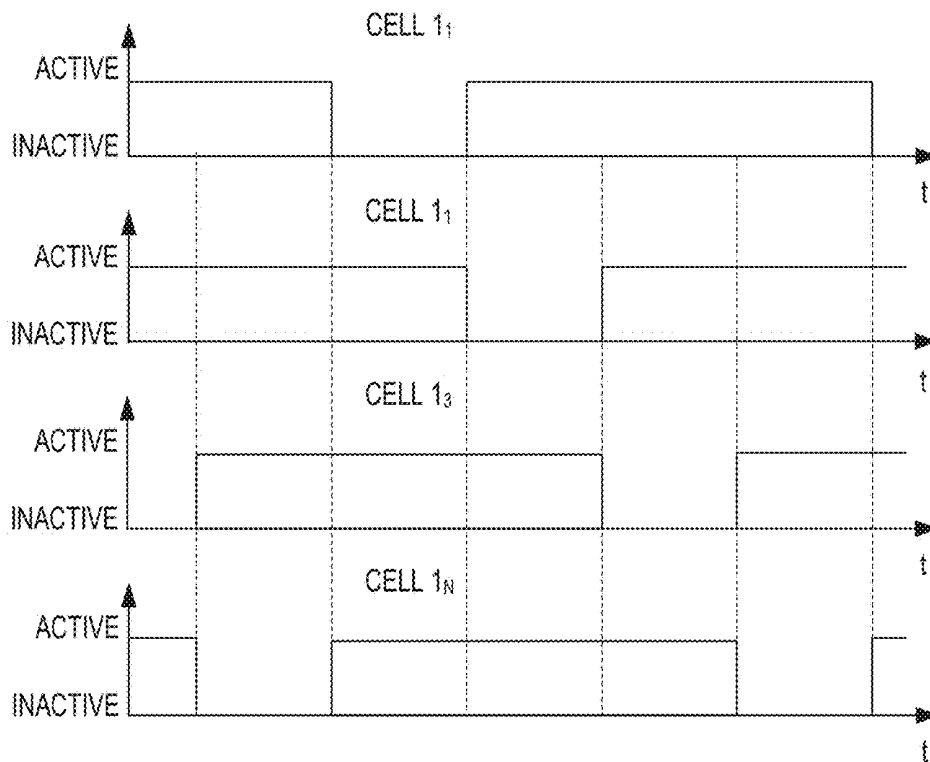 CELL 1₁
ACTIVE
INACTIVE
t
CELL 1₁
ACTIVE
INACTIVE
t
CELL 1₃
ACTIVE
INACTIVE
t
CELL 1N
ACTIVE
INACTIVE
t